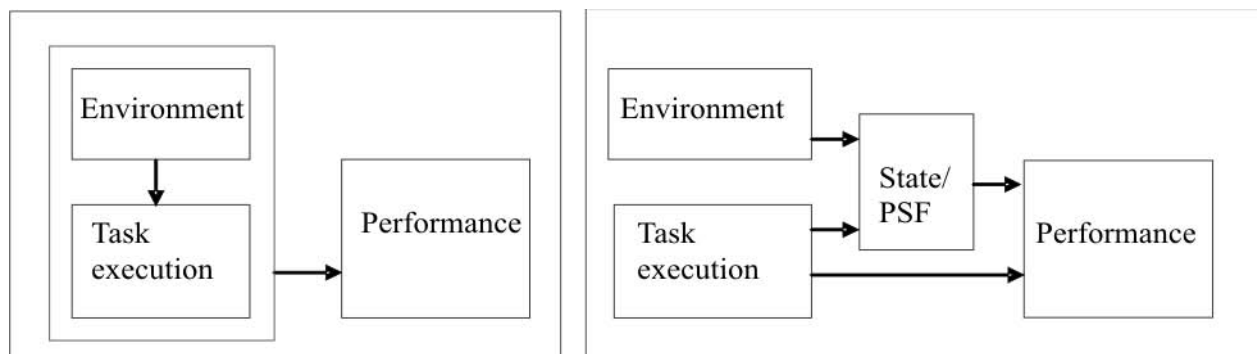 Environment
Task
execution
Performance
Environment
Task
execution
State/
PSF
Performance